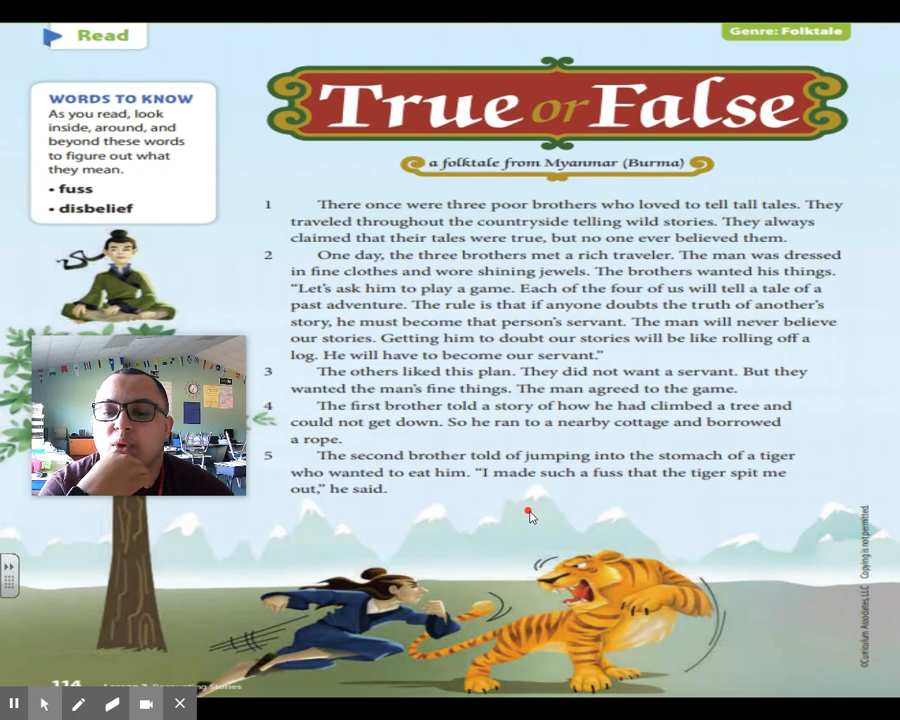 Read
Genre: Folktale
True or False
a folktale from Myanmar (Burma)
WORDS TO KNOW
As you read, look
inside, around, and
beyond these words
to figure out what
they mean.
• fuss
• disbelief
1 There once were three poor brothers who loved to tell tall tales. They
traveled throughout the countryside telling wild stories. They always
claimed that their tales were true, but no one ever believed them.
2 One day, the three brothers met a rich traveler. The man was dressed
in fine clothes and wore shining jewels. The brothers wanted his things.
“Let’s ask him to play a game. Each of the four of us will tell a tale of a
past adventure. The rule is that if anyone doubts the truth of another’s
story, he must become that person’s servant. The man will never believe
our stories. Getting him to doubt our stories will be like rolling off a
log. He will have to become our servant.”
3 The others liked this plan. They did not want a servant. But they
wanted the man’s fine things. The man agreed to the game.
4 The first brother told a story of how he had climbed a tree and
could not get down. So he ran to a nearby cottage and borrowed
a rope.
5 The second brother told of jumping into the stomach of a tiger
who wanted to eat him. “I made such a fuss that the tiger spit me
out,” he said.
©Curriculum Associates, LLC Copying is not permitted.
114 Lesson Recounting Stories